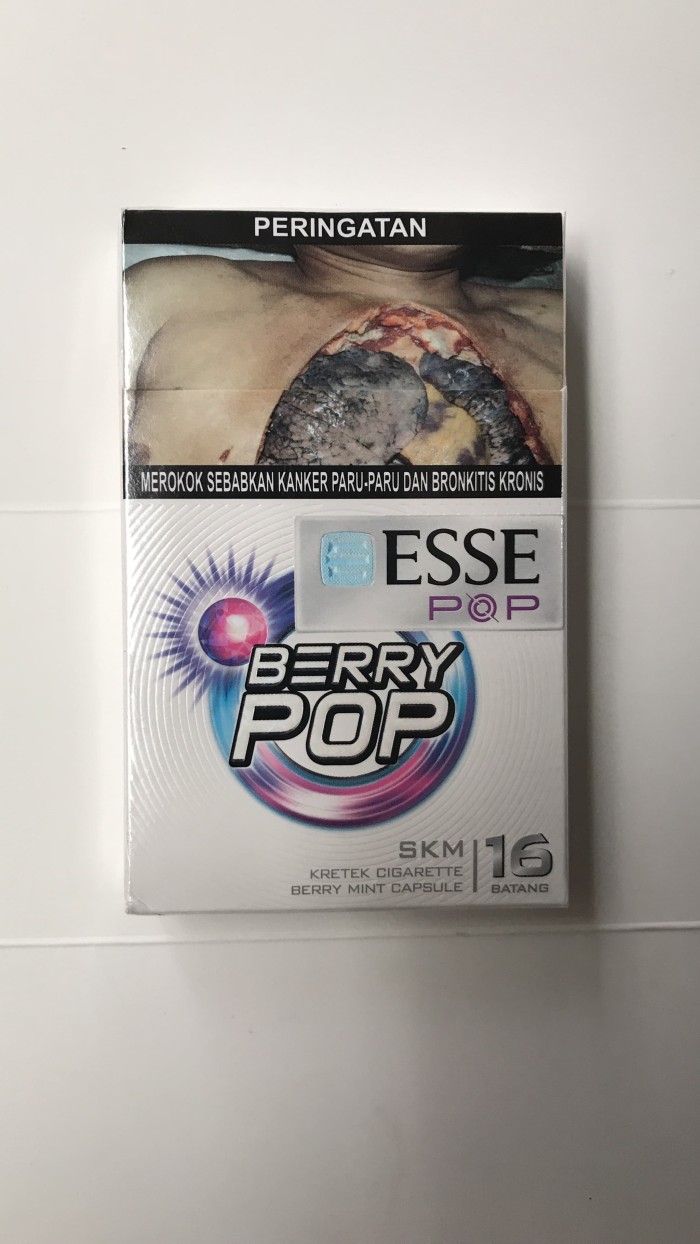 PERINGATAN
MEROKOK SEBABKAN KANKER PARU-PARU DAN BRONKITIS KRONIS
ESSE
POP
BERRY
POP
SKM
KRETEK CIGARETTE
BERRY MINT CAPSULE
16
BATANG